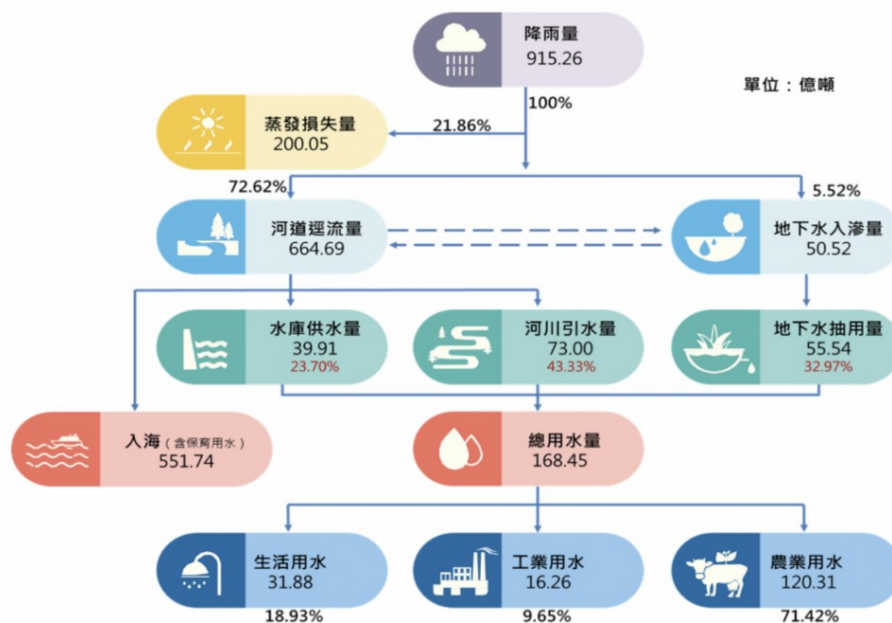 降雨量
915.26
單位：億噸
100%
蒸發損失量
200.05
21.86%
72.62%
5.52%
河道逕流量
664.69
地下水入滲量
50.52
水庫供水量
39.91
23.70%
河川引水量
73.00
43.33%
地下水抽用量
55.54
32.97%
入海（含保育用水）
551.74
總用水量
168.45
生活用水
31.88
18.93%
工業用水
16.26
9.65%
農業用水
120.31
71.42%